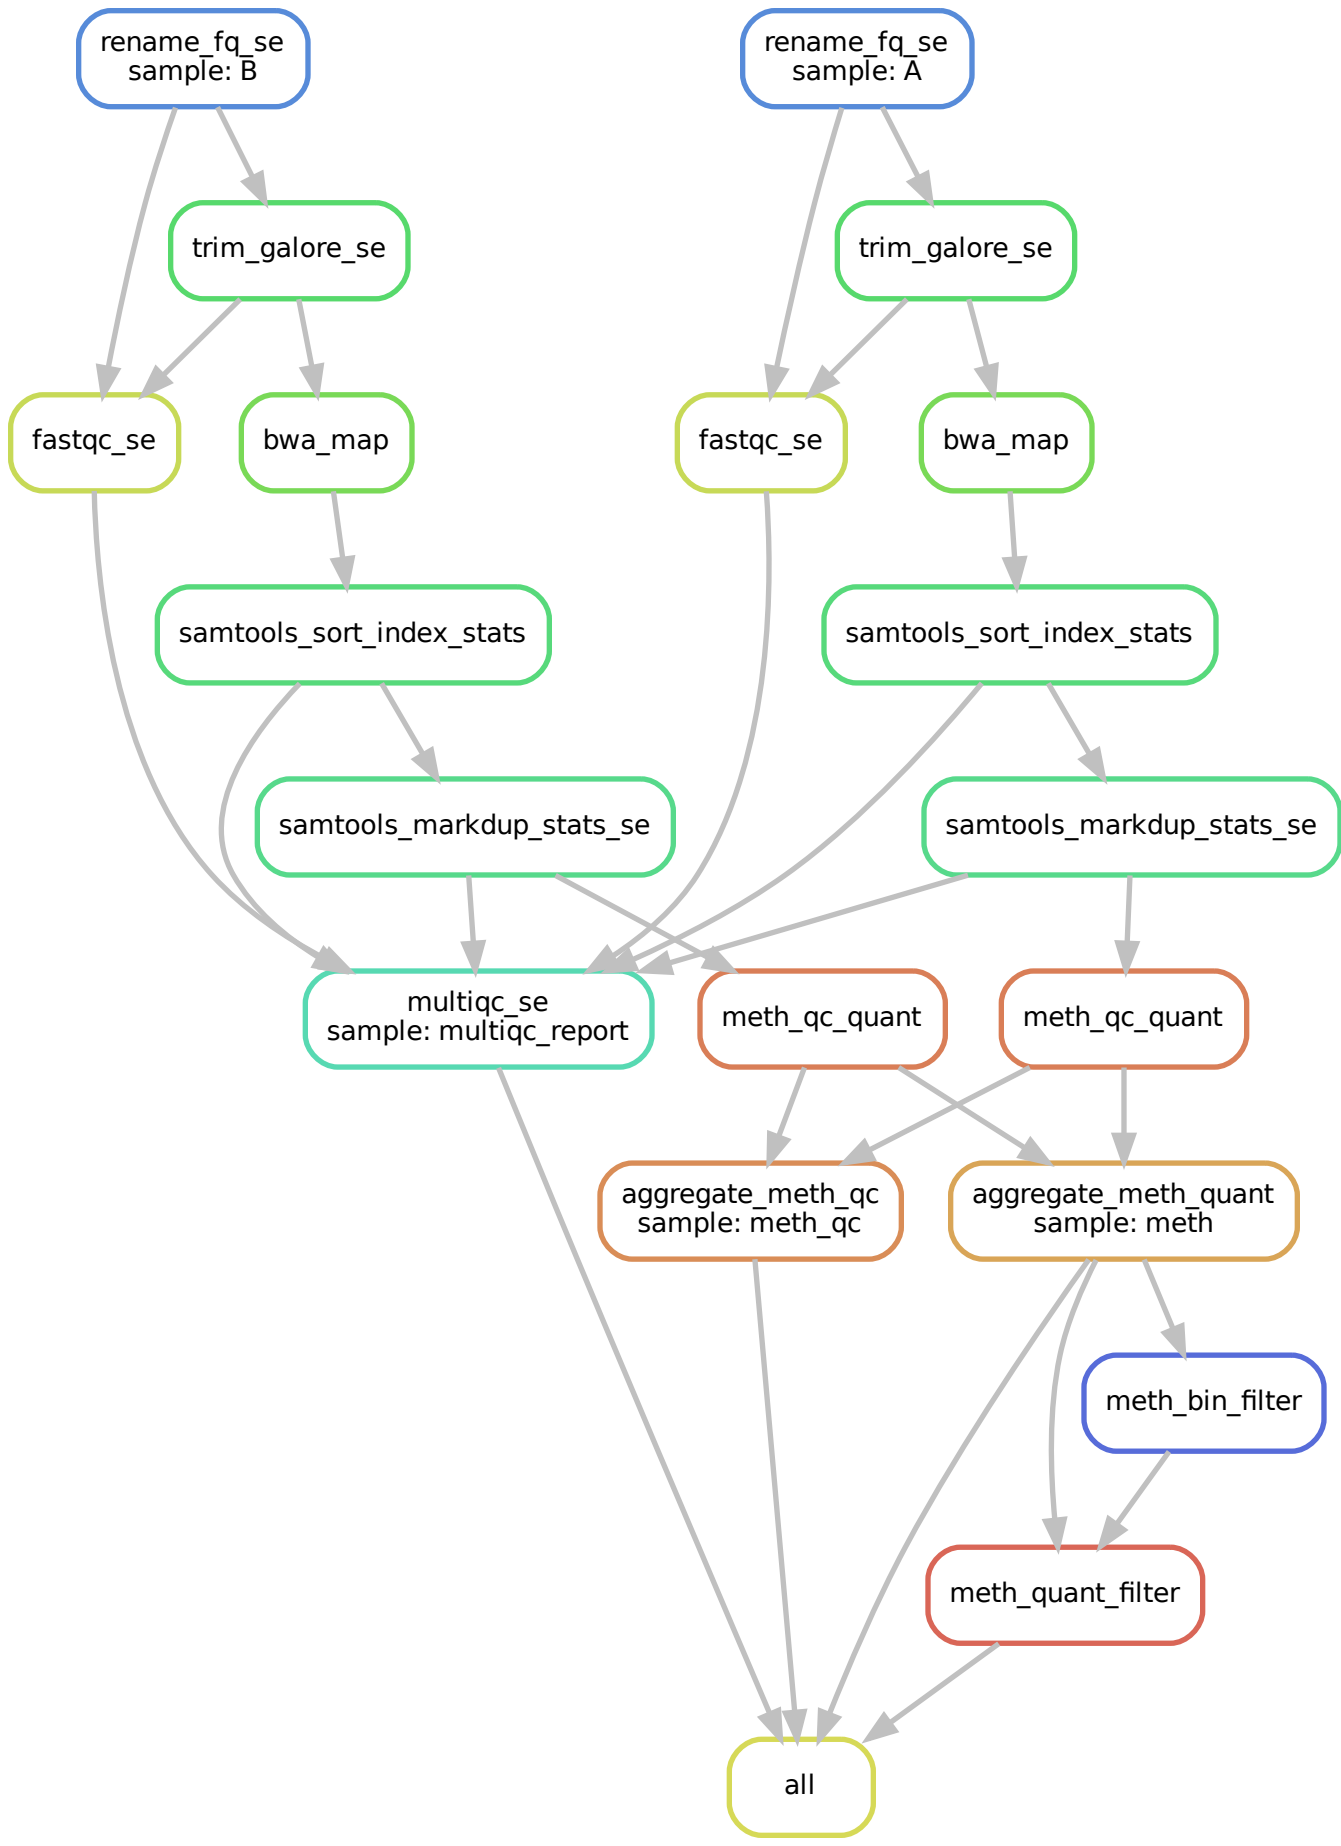 rename_fq_se
sample: B
rename_fq_se
sample: A
trim_galore_se
trim_galore_se
fastqc_se
bwa_map
fastqc_se
bwa_map
samtools_sort_index_stats
samtools_sort_index_stats
samtools_markdup_stats_se
samtools_markdup_stats_se
multiqc_se
sample: multiqc_report
meth_qc_quant
meth_qc_quant
aggregate_meth_qc
sample: meth_qc
aggregate_meth_quant
sample: meth
meth_bin_filter
meth_quant_filter
all